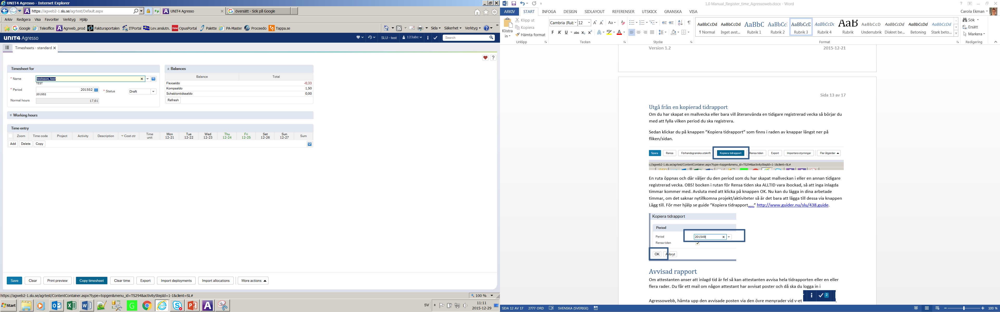 UNIT4 Agresso - Internet Explorer
https://agweb2-1.slu.se/agrtest/Default.aspx
UNIT4 Agresso
översätt - Sök på Google
Arkiv Redigera Visa Favoriter Verktyg Hjälp
Google Teleoffice Agrweb_prod Fakturaportalen ITPortal Lev.anslutn. OpusPortal Palette PA-Master Proceedo Tappa.se
Sida Säkerhet Verktyg
UNIT4 Agresso
SLU - test 123abc Search
Timesheets - standard
Timesheet for
* Name testsson, test
TEST
* Period 201552
201552
* Status Draft
Normal hours 17,61
Balances
Balance Total
Flexsaldo -0,33
Kompsaldo 1,50
Schablontidssaldo 0,00
Refresh
Working hours
Time entry
Zoom Time code Project Activity Description Cost ctr Time unit Mon 12-21 Tue 12-22 Wed 12-23 Thu 12-24 Fri 12-25 Sat 12-26 Sun 12-27 Sum
Add Delete Copy
Save Clear Print preview Copy timesheet Clear time Export Import deployments Import allocations More actions
https://agweb2-1.slu.se/agrtest/ContentContainer.aspx?type=topgen&menu_id=TS294&activityStepId=1-1&client=SL#
100 %
Start
SV
11:11
2015-12-29
1.0 Manual_Register_time_Agressoweb.docx - Word
ARKIV START INFOGA DESIGN SIDLAYOUT REFERENSER UTSKICK GRANSKA VISA
Carola Ekman
Klistra in
Klipp ut
Kopiera
Hämta format
Urklipp
Cambria (Rub 12
F K U abc x₂ x²
Tecken
Stycke
AaBbCcDd ¶ Normal
AaBbCcDd Inget avst...
AaBbC Rubrik 1
AaBbCc Rubrik 2
AaBbCcD Rubrik 3
AaBbCcDc Rubrik 4
AaB Rubrik
AaBbCcD Underrubrik
AaBbCcDd Diskret be...
AaBbCcDd Betoning
AaBbCcDd Stark beto...
Format
Sök
Ersätt
Markera
Redigering
Version 1.2 2015-12-21
Sida 13 av 17
Utgå från en kopierad tidrapport
Om du har skapat en mallvecka eller bara vill återanvända en tidigare registrerad vecka så börjar du
med att fylla vilken period du ska registrera.
Sedan klickar du på knappen ”Kopiera tidrapport” som finns i raden av knappar längst ner på
fliken/sidan.
Spara Rensa Förhandsgranska utskrift Kopiera tidrapport Rensa tiden Export Importera styrningar Fler åtgärder
s://agweb2-1.slu.se/agrtest/ContentContainer.aspx?type=topgen&menu_id=TS294&activityStepId=1-1&client=SL#
En ruta öppnas och där väljer du den period som du har skapat mallveckan i eller en annan tidigare
registrerad vecka. OBS! bocken i rutan för Rensa tiden ska ALLTID vara ibockad, så att inga inlagda
timmar kommer med. Avsluta med att klicka på knappen OK. Nu kan du lägga in dina arbetade
timmar, om det saknar nytillkomna projekt/aktiviteter så är det bara att lägga till dessa via knappen
Lägg till. För mer hjälp se guide ”Kopiera tidrapport,,,,,” http://www.guider.nu/slu/438.guide.
Kopiera tidrapport
Period
Period 201549
Rensa tiden
OK Avbryt
Avvisad rapport
Om attestanten anser att inlagd tid är fel så kan attestanten avvisa hela tidrapporten eller en eller
flera rader. Du får ett mail om någon attestant har avvisat poster och då ska du logga in i
Agressowebb, hämta upp den avvisade posten via den övre menyrader vid v-et 2 .
SIDA 12 AV 17 2777 ORD SVENSKA (SVERIGE) 100 %